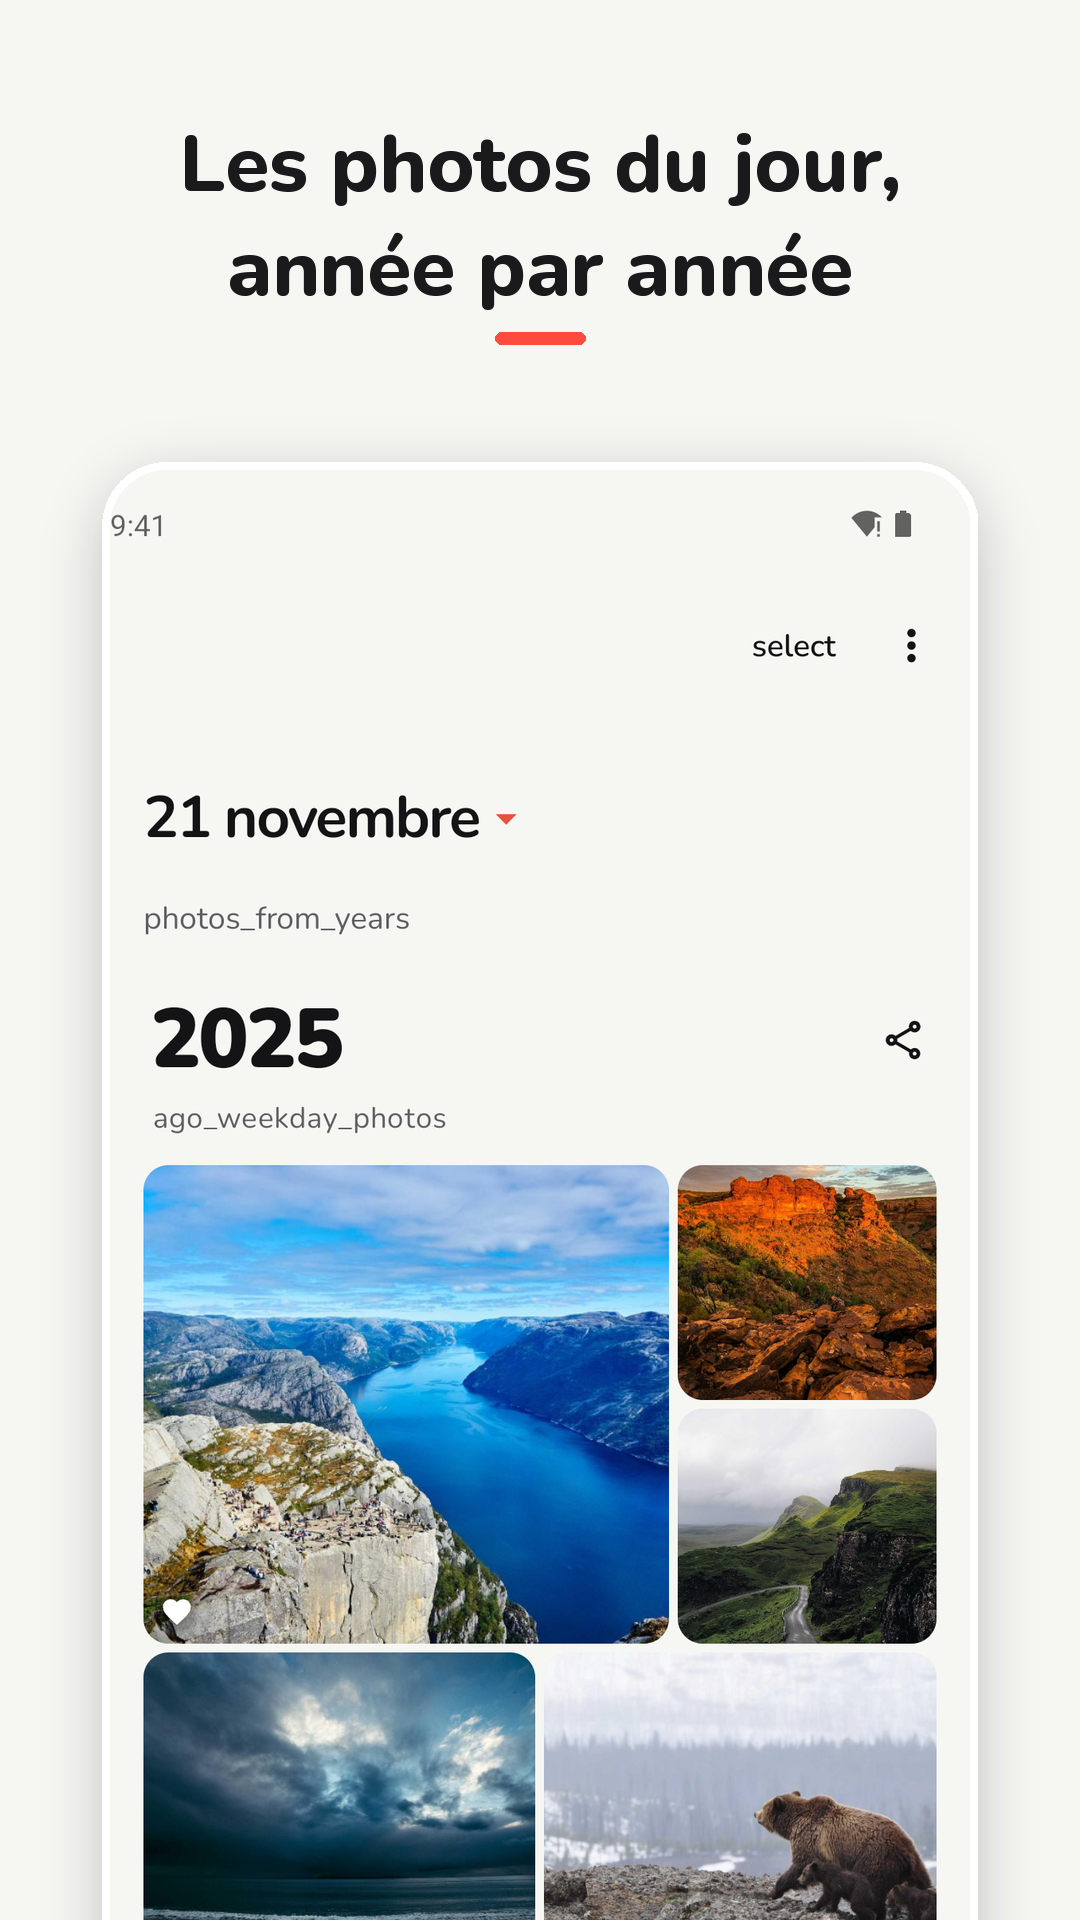 Les photos du jour,
année par année
9:41
select
21 novembre
photos_from_years
2025
ago_weekday_photos